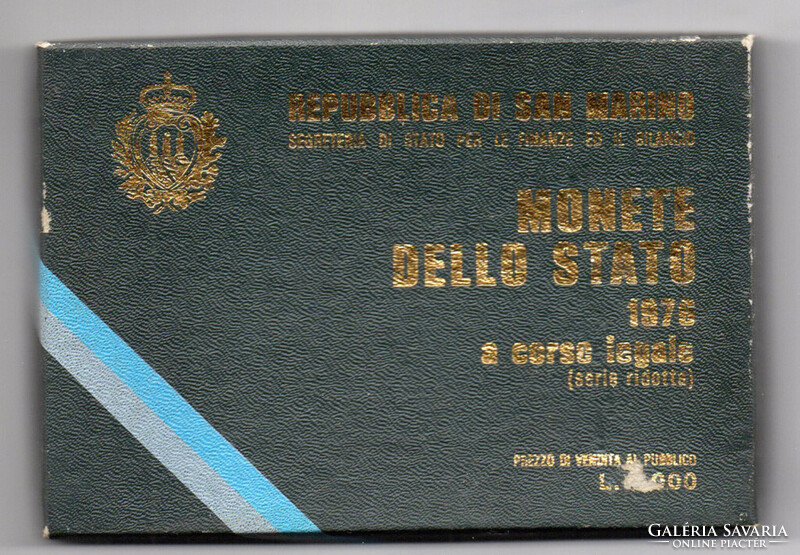 REPUBBLICA DI SAN MARINO
SEGRETERIA DI STATO PER LE FINANZE ED IL BILANCIO
MONETE
DELLO STATO
a corso legale
(serie ridotta)
PREZZO DI VENDITA AL PUBBLICO
GALÉRIA SAVARIA
ONLINE PIACTÉR